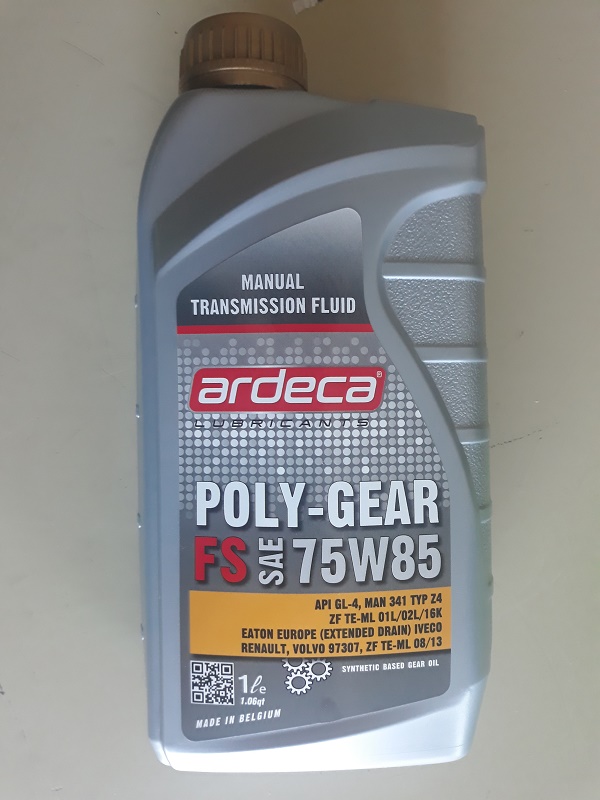 MANUAL
TRANSMISSION FLUID
ardeca®
LUBRICANTS
POLY-GEAR
FS SAE 75W85
API GL-4, MAN 341 TYP Z4
ZF TE-ML 01L/02L/16K
EATON EUROPE (EXTENDED DRAIN) IVECO
RENAULT, VOLVO 97307, ZF TE-ML 08/13
SYNTHETIC BASED GEAR OIL
1ℓe
1.06qt
MADE IN BELGIUM